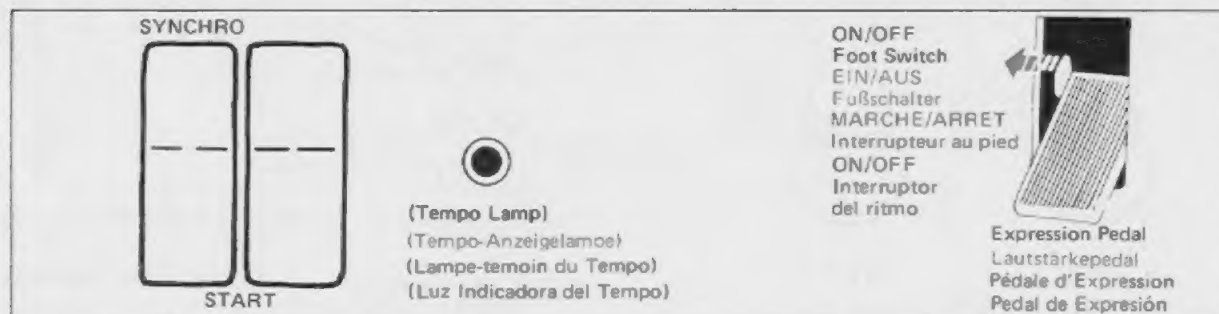 SYNCHRO
START
(Tempo Lamp)
(Tempo-Anzeigelamoe)
(Lampe-temoin du Tempo)
(Luz Indicadora del Tempo)
ON/OFF
Foot Switch
EIN/AUS
Fußschalter
MARCHE/ARRET
Interrupteur au pied
ON/OFF
Interruptor
del ritmo
Expression Pedal
Lautstärkepedal
Pédale d'Expression
Pedal de Expresión